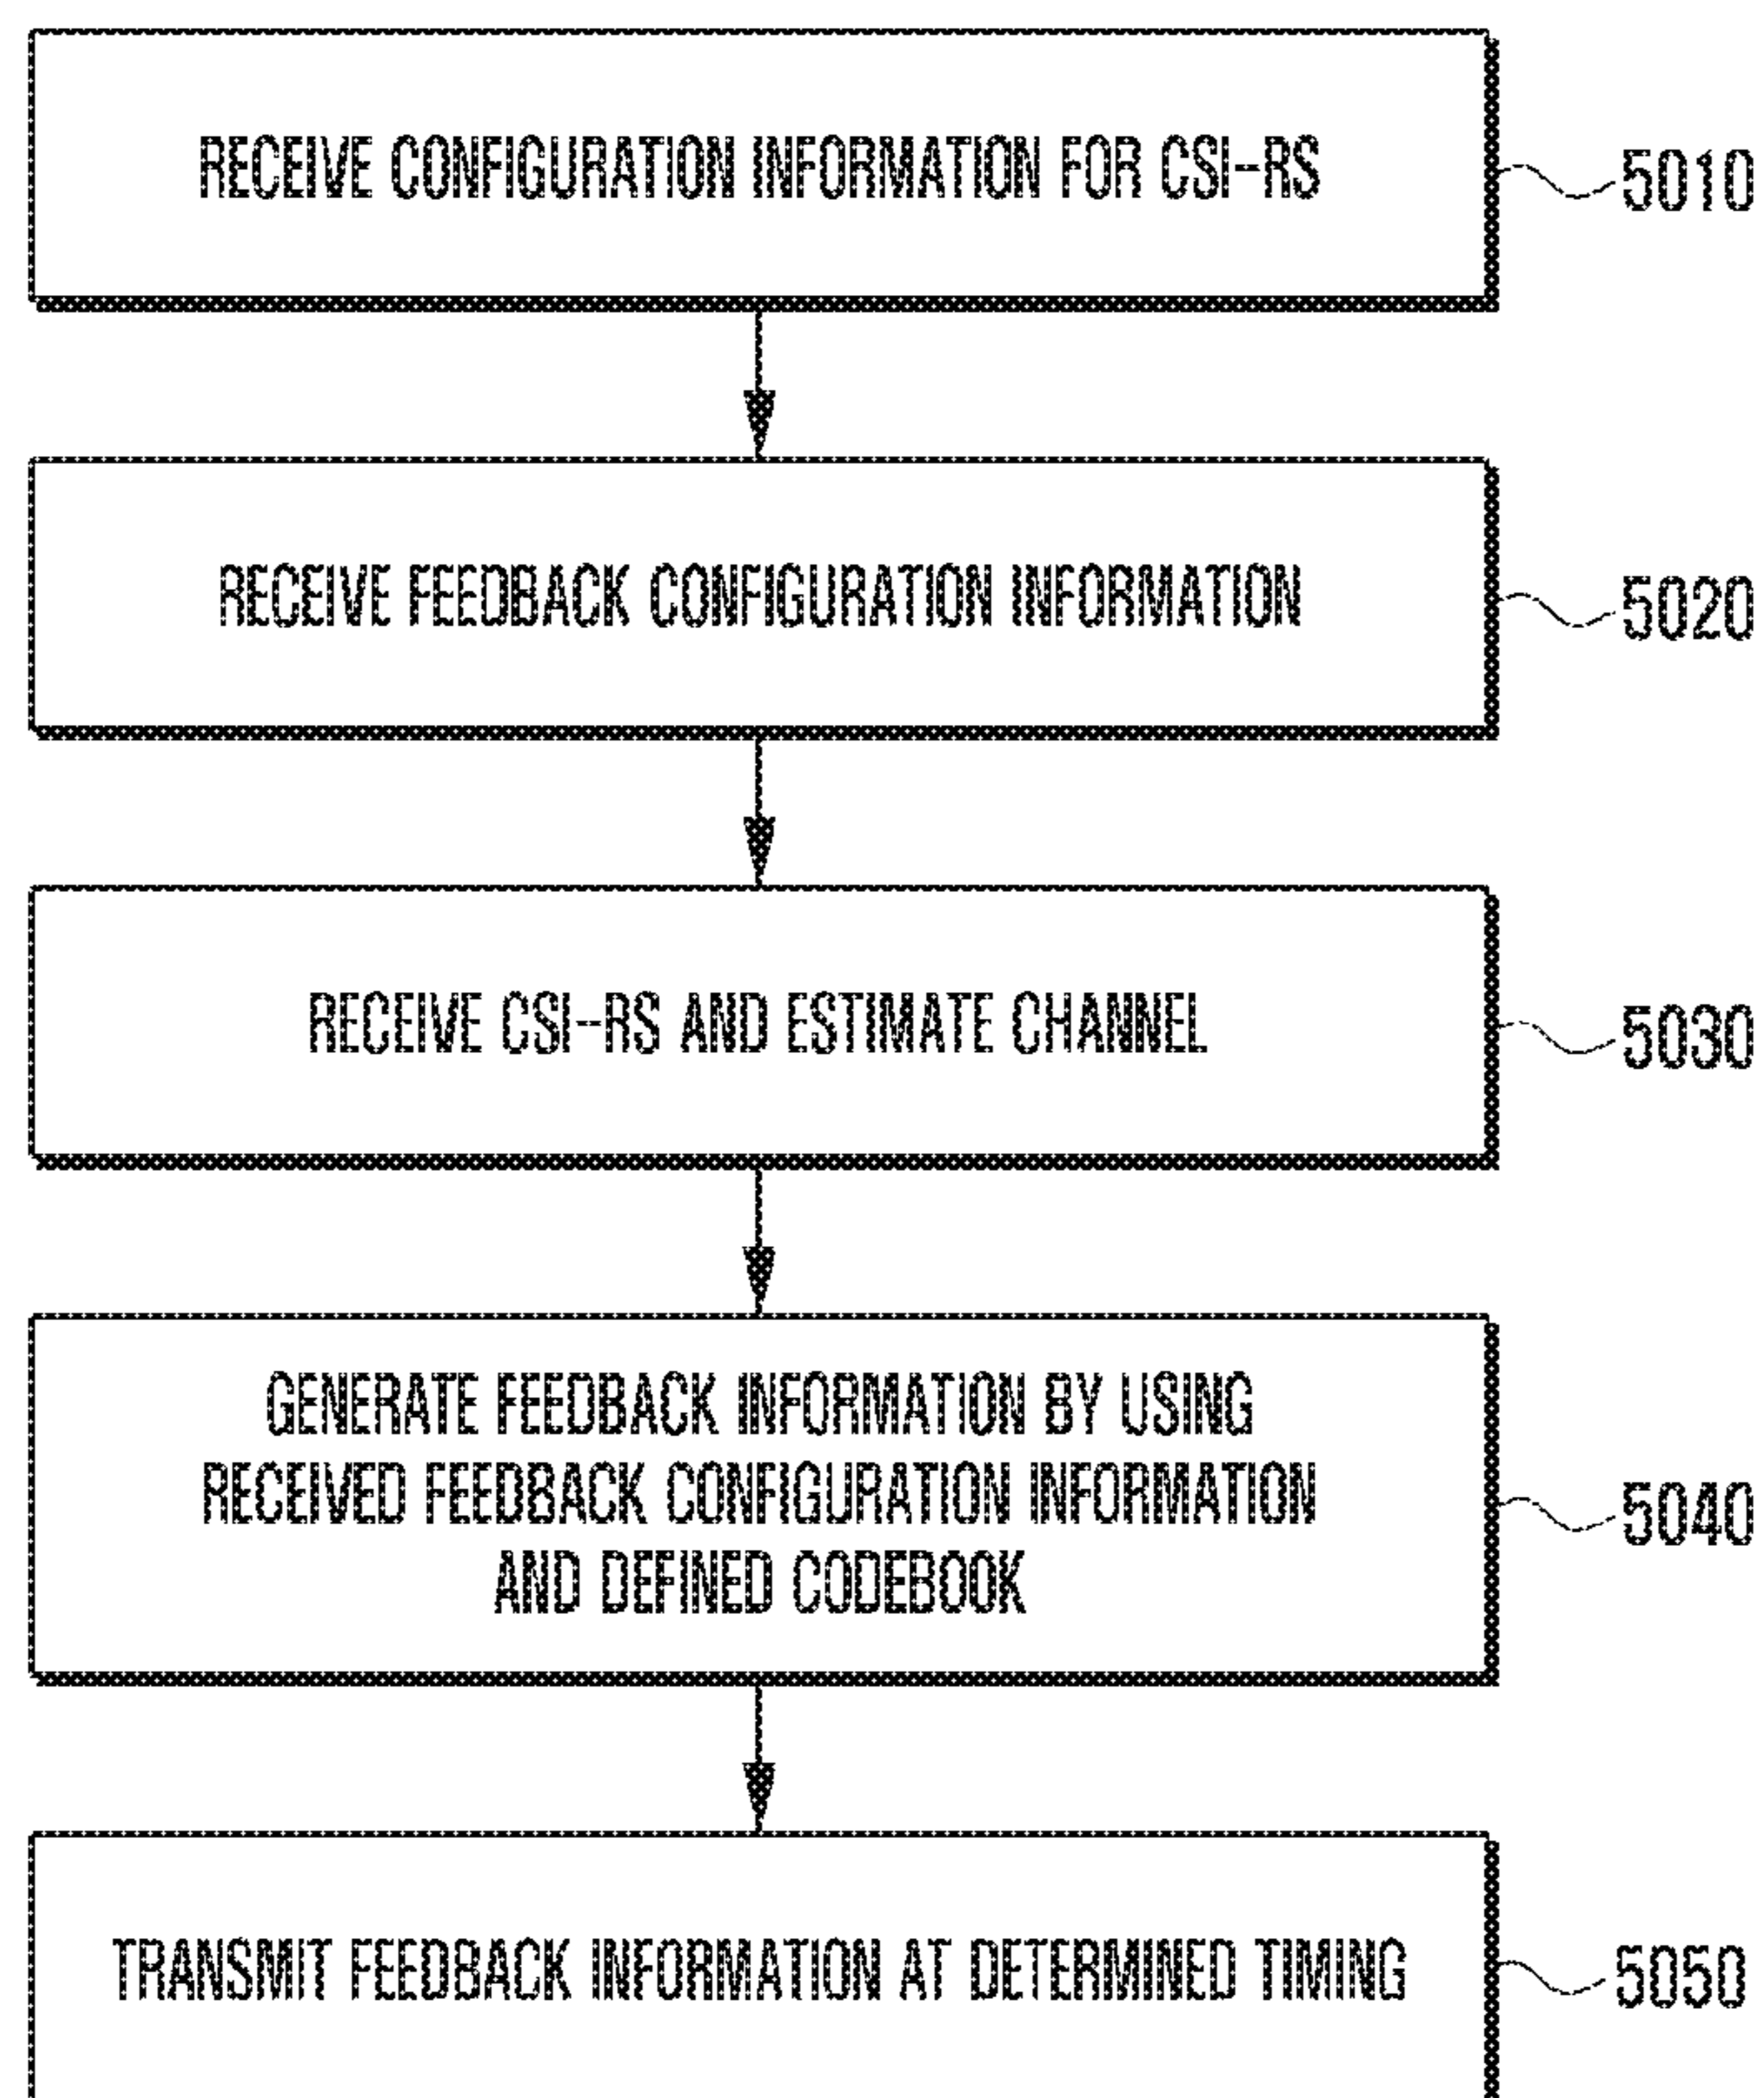 RECEIVE CONFIGURATION INFORMATION FOR CSI-RS
5010
RECEIVE FEEDBACK CONFIGURATION INFORMATION
5020
RECEIVE CSI-RS AND ESTIMATE CHANNEL
5030
GENERATE FEEDBACK INFORMATION BY USING
RECEIVED FEEDBACK CONFIGURATION INFORMATION
AND DEFINED CODEBOOK
5040
TRANSMIT FEEDBACK INFORMATION AT DETERMINED TIMING
5050